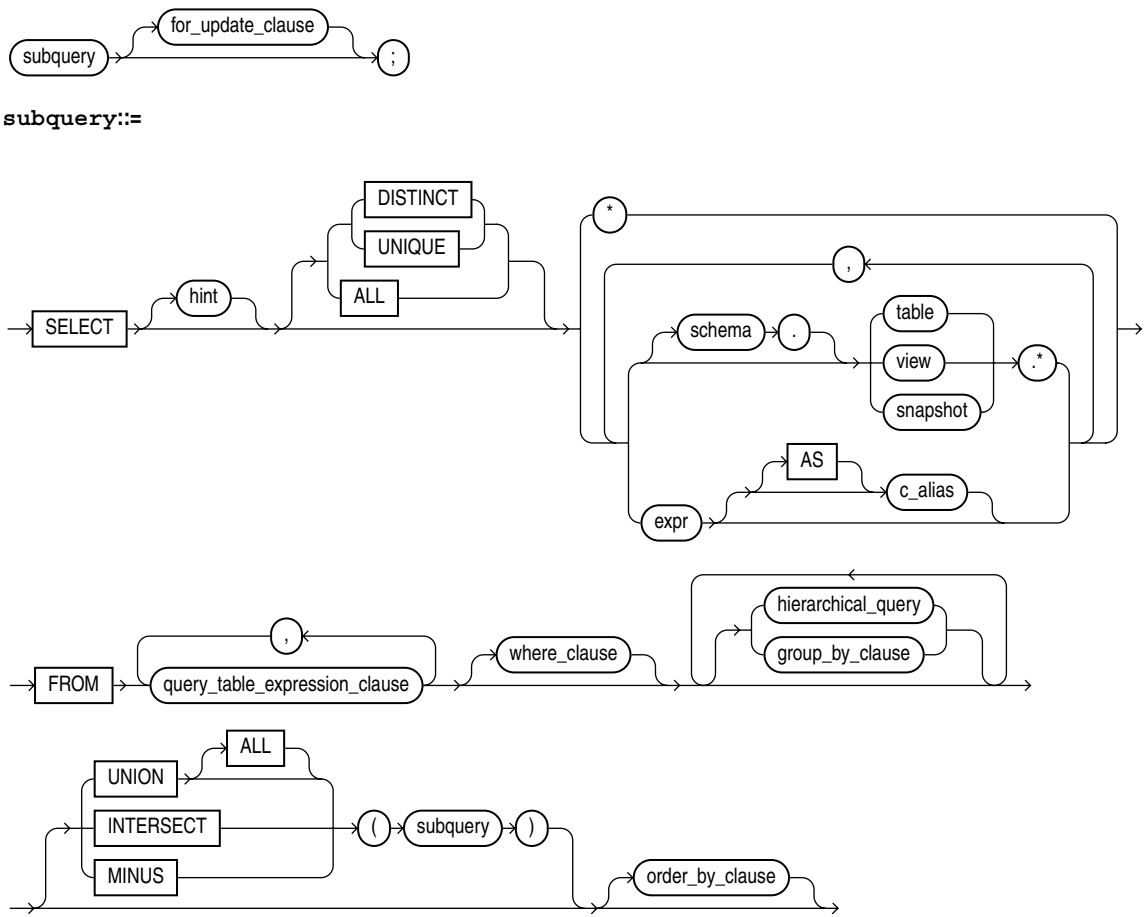 for_update_clause
subquery ;
subquery::=
DISTINCT
UNIQUE
ALL
SELECT hint
*
,
schema .
table
view
snapshot
.*
AS
expr c_alias
FROM , query_table_expression_clause
where_clause
hierarchical_query
group_by_clause
UNION ALL
INTERSECT
MINUS
( subquery )
order_by_clause